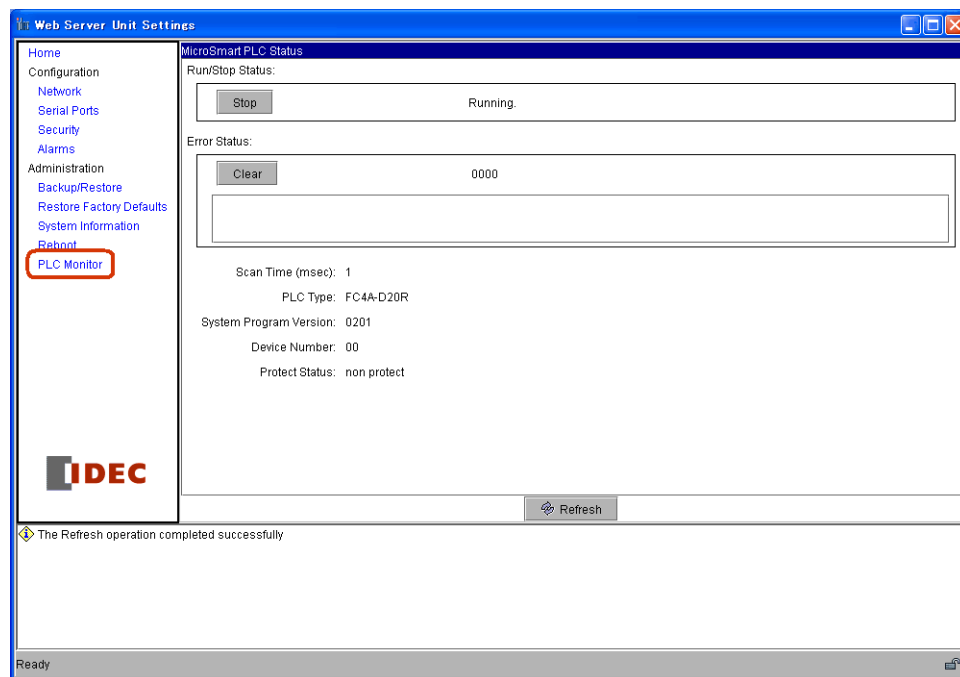 Web Server Unit Settings
Home
Configuration
Network
Serial Ports
Security
Alarms
Administration
Backup/Restore
Restore Factory Defaults
System Information
Reboot
PLC Monitor
IDEC
MicroSmart PLC Status
Run/Stop Status:
Stop Running.
Error Status:
Clear 0000
Scan Time (msec): 1
PLC Type: FC4A-D20R
System Program Version: 0201
Device Number: 00
Protect Status: non protect
Refresh
The Refresh operation completed successfully
Ready